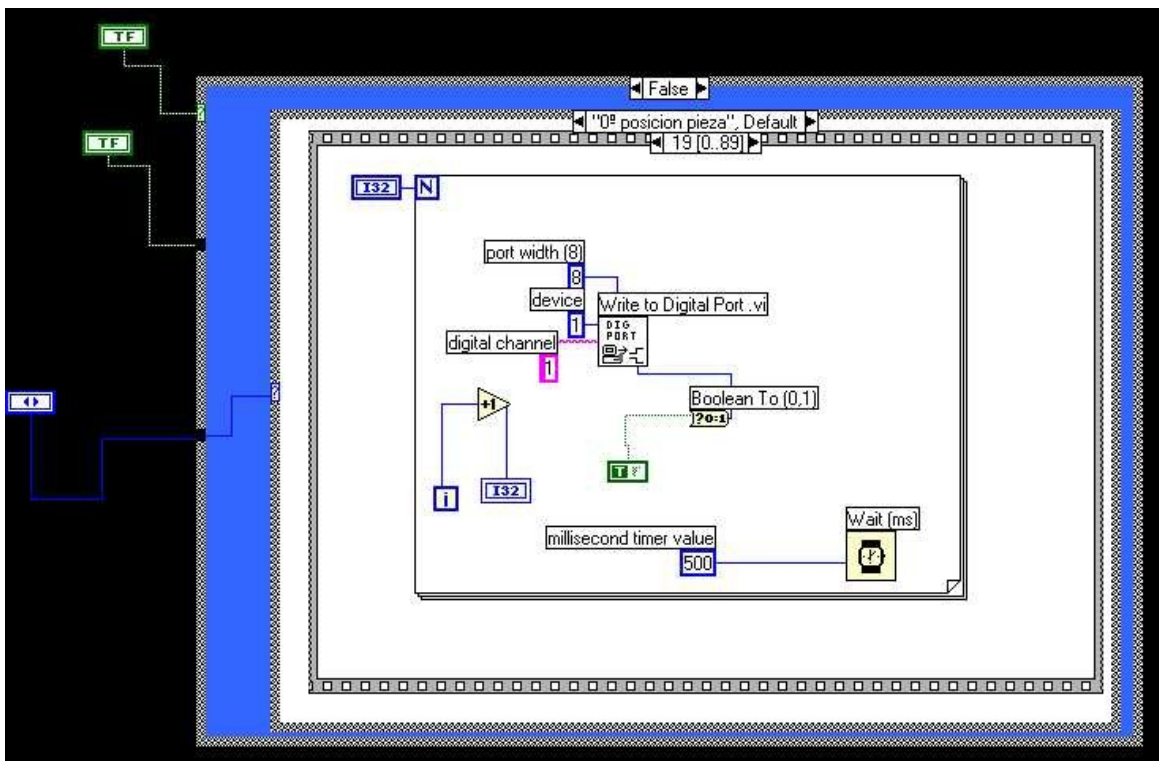 TF
False
"0ª posicion pieza", Default
TF
19 [0..89]
I32
N
port width (8)
8
device
Write to Digital Port .vi
1
DIG
PORT
digital channel
1
Boolean To (0,1)
?0:1
+1
T F
i
I32
Wait (ms)
millisecond timer value
500